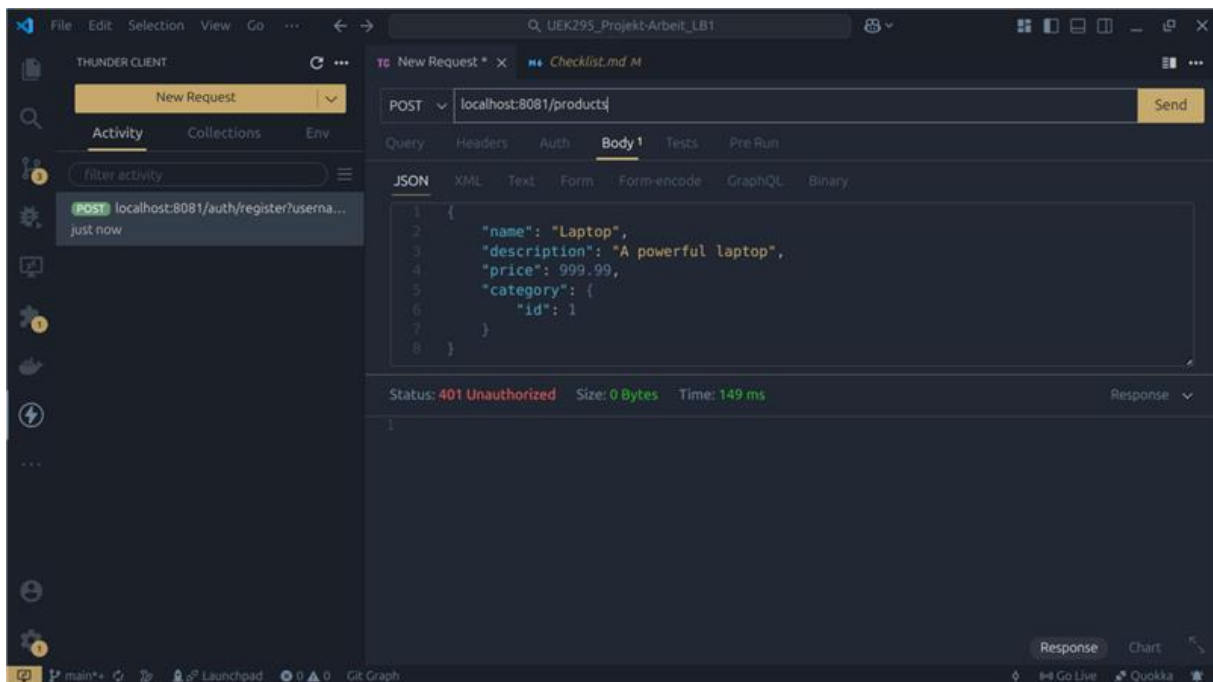 File Edit Selection View Go ... UEK295_Projekt-Arbeit_LB1
THUNDER CLIENT
New Request
Activity Collections Env
filter activity
POST localhost:8081/auth/register?userna...
just now
TC New Request * Checklist.md M
POST localhost:8081/products Send
Query Headers Auth Body 1 Tests Pre Run
JSON XML Text Form Form-encode GraphQL Binary
1 {
2 "name": "Laptop",
3 "description": "A powerful laptop",
4 "price": 999.99,
5 "category": {
6 "id": 1
7 }
8 }
Status: 401 Unauthorized Size: 0 Bytes Time: 149 ms Response
1
Response Chart
main*+ Launchpad 0 0 0 Git Graph Go Live Quokka